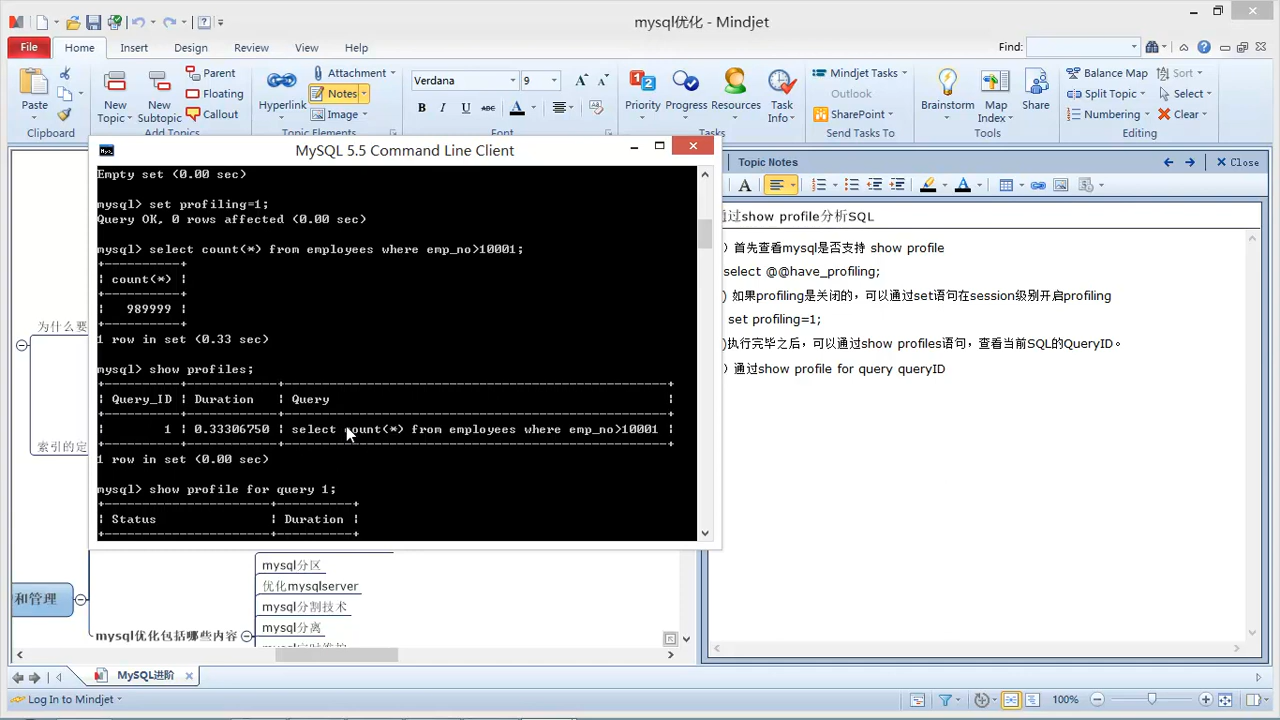 mysql优化 - Mindjet
File
Home
Insert
Design
Review
View
Help
Find:
Paste
New Topic
New Subtopic
Parent
Floating
Callout
Hyperlink
Attachment
Notes
Image
Verdana
9
B I U abc A
Priority
Progress
Resources
Task Info
Mindjet Tasks
Outlook
SharePoint
Brainstorm
Map Index
Share
Balance Map
Split Topic
Numbering
Sort
Select
Clear
Clipboard
Add Topics
Topic Elements
Font
Tasks
Send Tasks To
Tools
Editing
MySQL 5.5 Command Line Client
Empty set (0.00 sec)
mysql> set profiling=1;
Query OK, 0 rows affected (0.00 sec)
mysql> select count(*) from employees where emp_no>10001;
+----------+
| count(*) |
+----------+
| 989999 |
+----------+
1 row in set (0.33 sec)
mysql> show profiles;
| Query_ID | Duration | Query |
| 1 | 0.33306750 | select count(*) from employees where emp_no>10001
1 row in set (0.00 sec)
mysql> show profile for query 1;
| Status | Duration |
Topic Notes
Close
通过show profile分析SQL
) 首先查看mysql是否支持 show profile
select @@have_profiling;
) 如果profiling是关闭的，可以通过set语句在session级别开启profiling
set profiling=1;
)执行完毕之后，可以通过show profiles语句，查看当前SQL的QueryID。
) 通过show profile for query queryID
为什么要
索引的定
和管理
mysql优化包括哪些内容
mysql分区
优化mysqlserver
mysql分割技术
mysql分离
MySQL进阶
Log In to Mindjet
100%